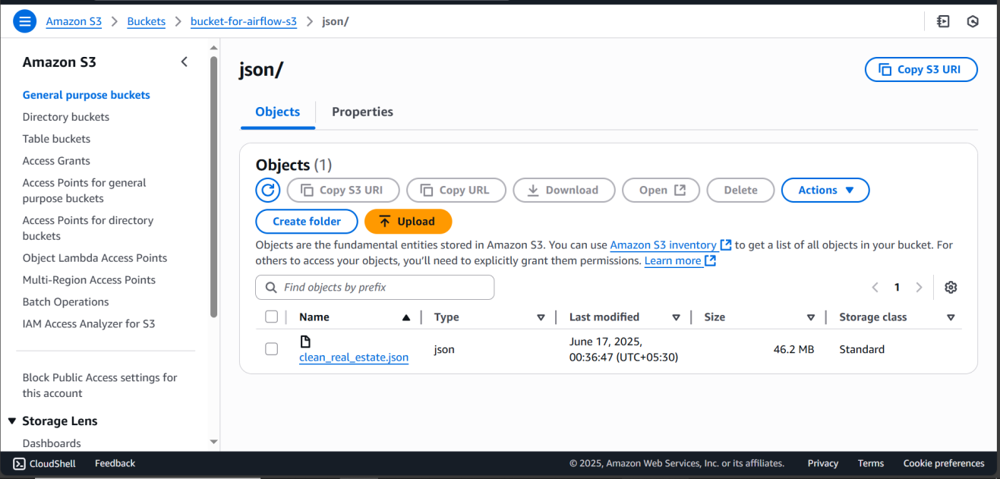 Amazon S3 > Buckets > bucket-for-airflow-s3 > json/
Amazon S3
General purpose buckets
Directory buckets
Table buckets
Access Grants
Access Points for general
purpose buckets
Access Points for directory
buckets
Object Lambda Access Points
Multi-Region Access Points
Batch Operations
IAM Access Analyzer for S3
Block Public Access settings for
this account
Storage Lens
Dashboards
json/
Copy S3 URI
Objects Properties
Objects (1)
Copy S3 URI Copy URL Download Open Delete Actions
Create folder Upload
Objects are the fundamental entities stored in Amazon S3. You can use Amazon S3 inventory to get a list of all objects in your bucket. For
others to access your objects, you'll need to explicitly grant them permissions. Learn more
Find objects by prefix
1
Name Type Last modified Size Storage class
clean_real_estate.json json June 17, 2025, 46.2 MB Standard
00:36:47 (UTC+05:30)
CloudShell Feedback © 2025, Amazon Web Services, Inc. or its affiliates. Privacy Terms Cookie preferences